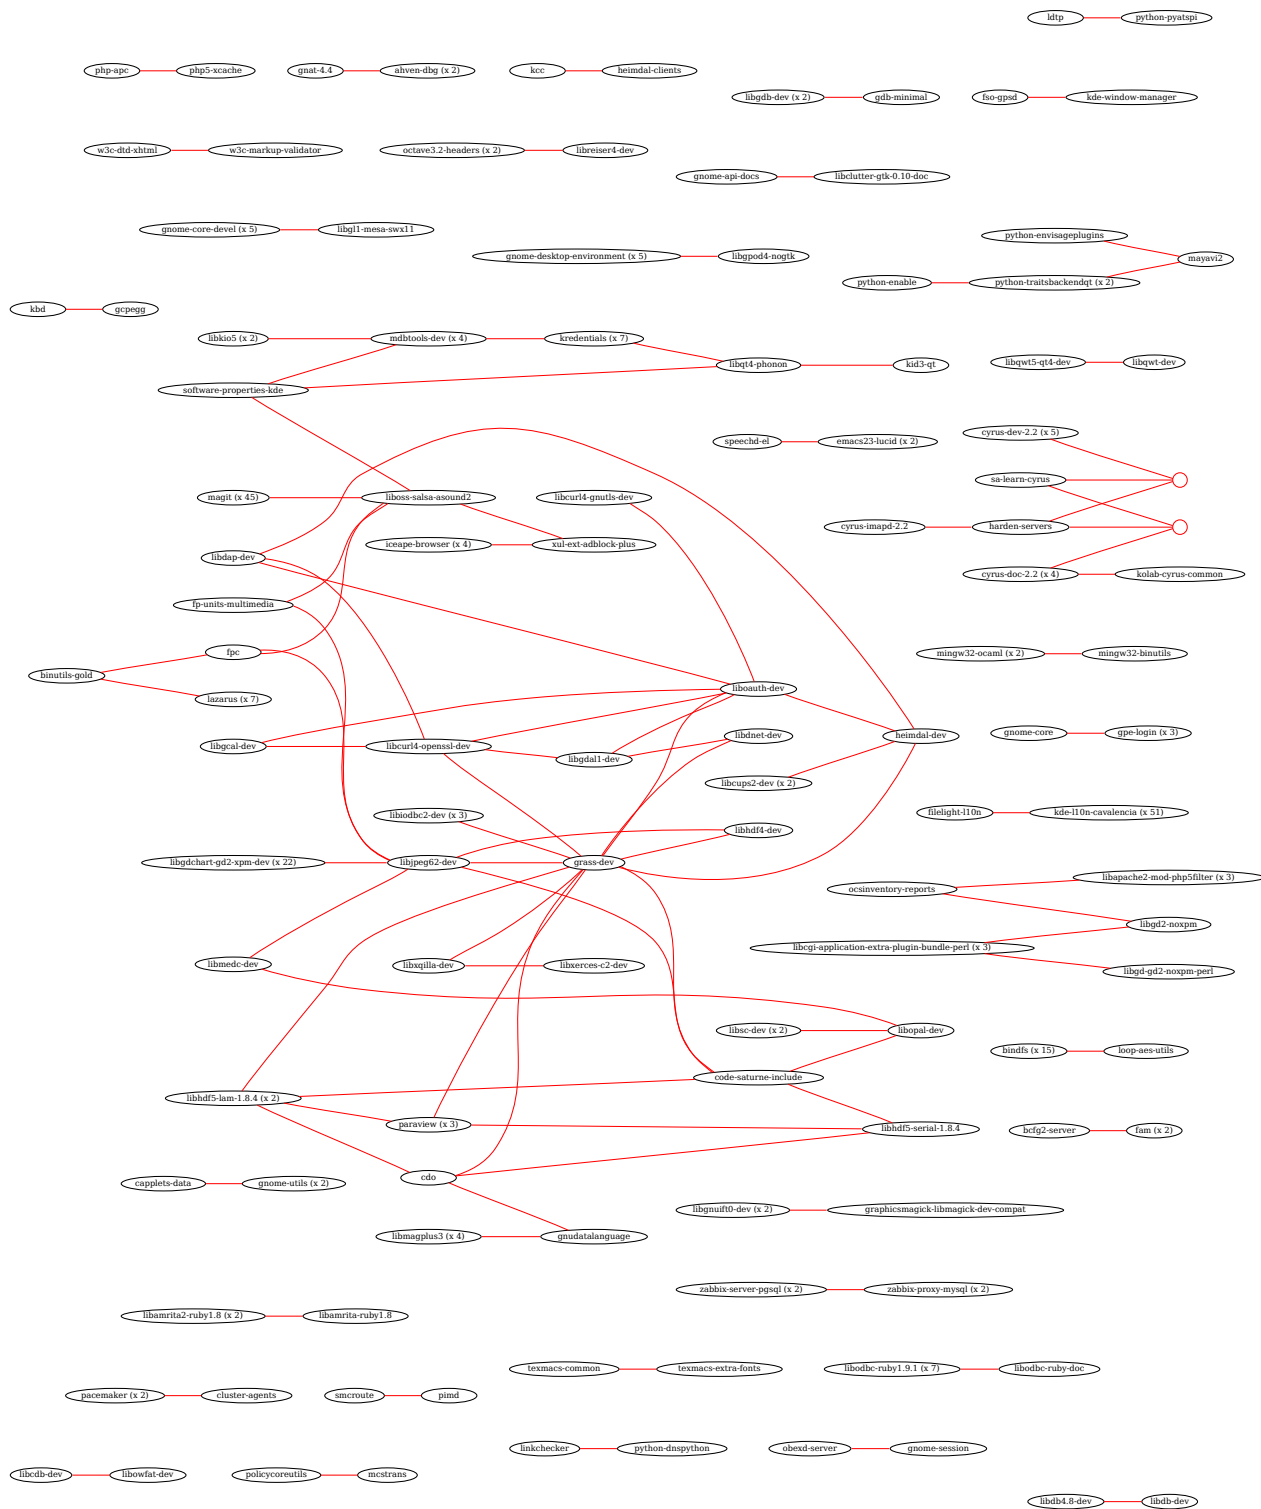 ldtp
python-pyatspi
php-apc
php5-xcache
gnat-4.4
ahven-dbg (x 2)
kcc
heimdal-clients
libgdb-dev (x 2)
gdb-minimal
fso-gpsd
kde-window-manager
w3c-dtd-xhtml
w3c-markup-validator
octave3.2-headers (x 2)
libreiser4-dev
gnome-api-docs
libclutter-gtk-0.10-doc
gnome-core-devel (x 5)
libgl1-mesa-swx11
python-envisageplugins
gnome-desktop-environment (x 5)
libgpod4-nogtk
mayavi2
python-enable
python-traitsbackendqt (x 2)
kbd
gcpegg
libkio5 (x 2)
mdbtools-dev (x 4)
kredentials (x 7)
libqt4-phonon
kid3-qt
libqwt5-qt4-dev
libqwt-dev
software-properties-kde
cyrus-dev-2.2 (x 5)
speechd-el
emacs23-lucid (x 2)
sa-learn-cyrus
magit (x 45)
liboss-salsa-asound2
libcurl4-gnutls-dev
cyrus-imapd-2.2
harden-servers
iceape-browser (x 4)
xul-ext-adblock-plus
libdap-dev
cyrus-doc-2.2 (x 4)
kolab-cyrus-common
fp-units-multimedia
fpc
mingw32-ocaml (x 2)
mingw32-binutils
binutils-gold
liboauth-dev
lazarus (x 7)
libgcal-dev
libcurl4-openssl-dev
libdnet-dev
heimdal-dev
gnome-core
gpe-login (x 3)
libgdal1-dev
libcups2-dev (x 2)
libiodbc2-dev (x 3)
filelight-l10n
kde-l10n-cavalencia (x 51)
libhdf4-dev
libgdchart-gd2-xpm-dev (x 22)
libjpeg62-dev
grass-dev
libapache2-mod-php5filter (x 3)
ocsinventory-reports
libgd2-noxpm
libcgi-application-extra-plugin-bundle-perl (x 3)
libmedc-dev
libxqilla-dev
libxerces-c2-dev
libgd-gd2-noxpm-perl
libsc-dev (x 2)
libopal-dev
bindfs (x 15)
loop-aes-utils
code-saturne-include
libhdf5-lam-1.8.4 (x 2)
paraview (x 3)
libhdf5-serial-1.8.4
bcfg2-server
fam (x 2)
cdo
capplets-data
gnome-utils (x 2)
libgnuift0-dev (x 2)
graphicsmagick-libmagick-dev-compat
libmagplus3 (x 4)
gnudatalanguage
zabbix-server-pgsql (x 2)
zabbix-proxy-mysql (x 2)
libamrita2-ruby1.8 (x 2)
libamrita-ruby1.8
texmacs-common
texmacs-extra-fonts
libodbc-ruby1.9.1 (x 7)
libodbc-ruby-doc
pacemaker (x 2)
cluster-agents
smcroute
pimd
linkchecker
python-dnspython
obexd-server
gnome-session
libcdb-dev
libowfat-dev
policycoreutils
mcstrans
libdb4.8-dev
libdb-dev